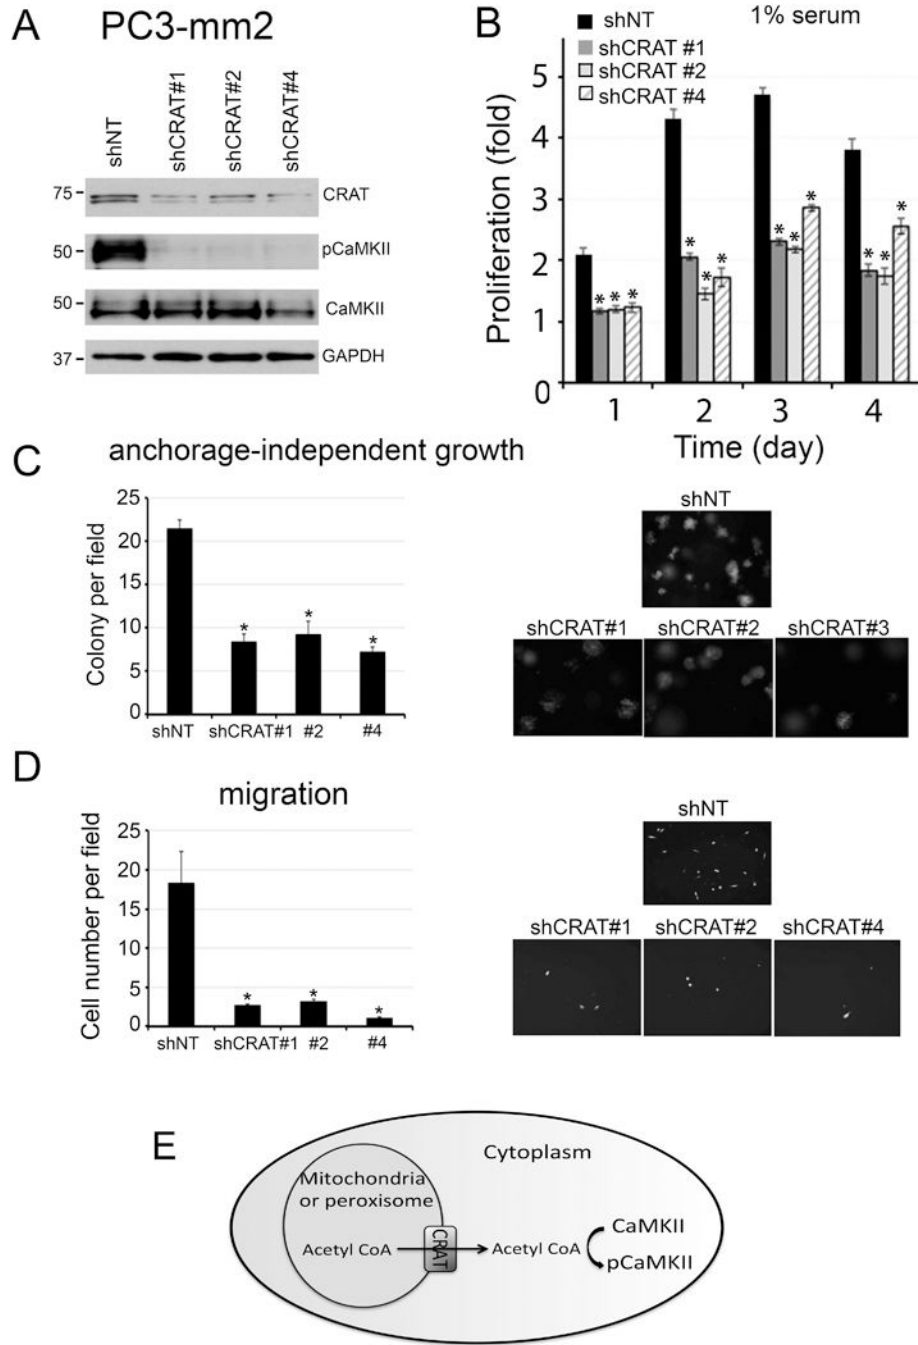 A
PC3-mm2
shNT
shCRAT#1
shCRAT#2
shCRAT#4
75
CRAT
50
pCaMKII
50
CaMKII
37
GAPDH
B
1% serum
shNT
shCRAT #1
shCRAT #2
shCRAT #4
Proliferation (fold)
5
4
3
2
1
0
* * *
* * *
* * *
* * *
1 2 3 4
Time (day)
C
anchorage-independent growth
Colony per field
25
20
15
10
5
0
* * *
shNT shCRAT#1 #2 #4
shNT
shCRAT#1 shCRAT#2 shCRAT#3
D
migration
Cell number per field
25
20
15
10
5
0
* * *
shNT shCRAT#1 #2 #4
shNT
shCRAT#1 shCRAT#2 shCRAT#4
E
Cytoplasm
Mitochondria
or peroxisome
CRAT
Acetyl CoA
Acetyl CoA
CaMKII
pCaMKII